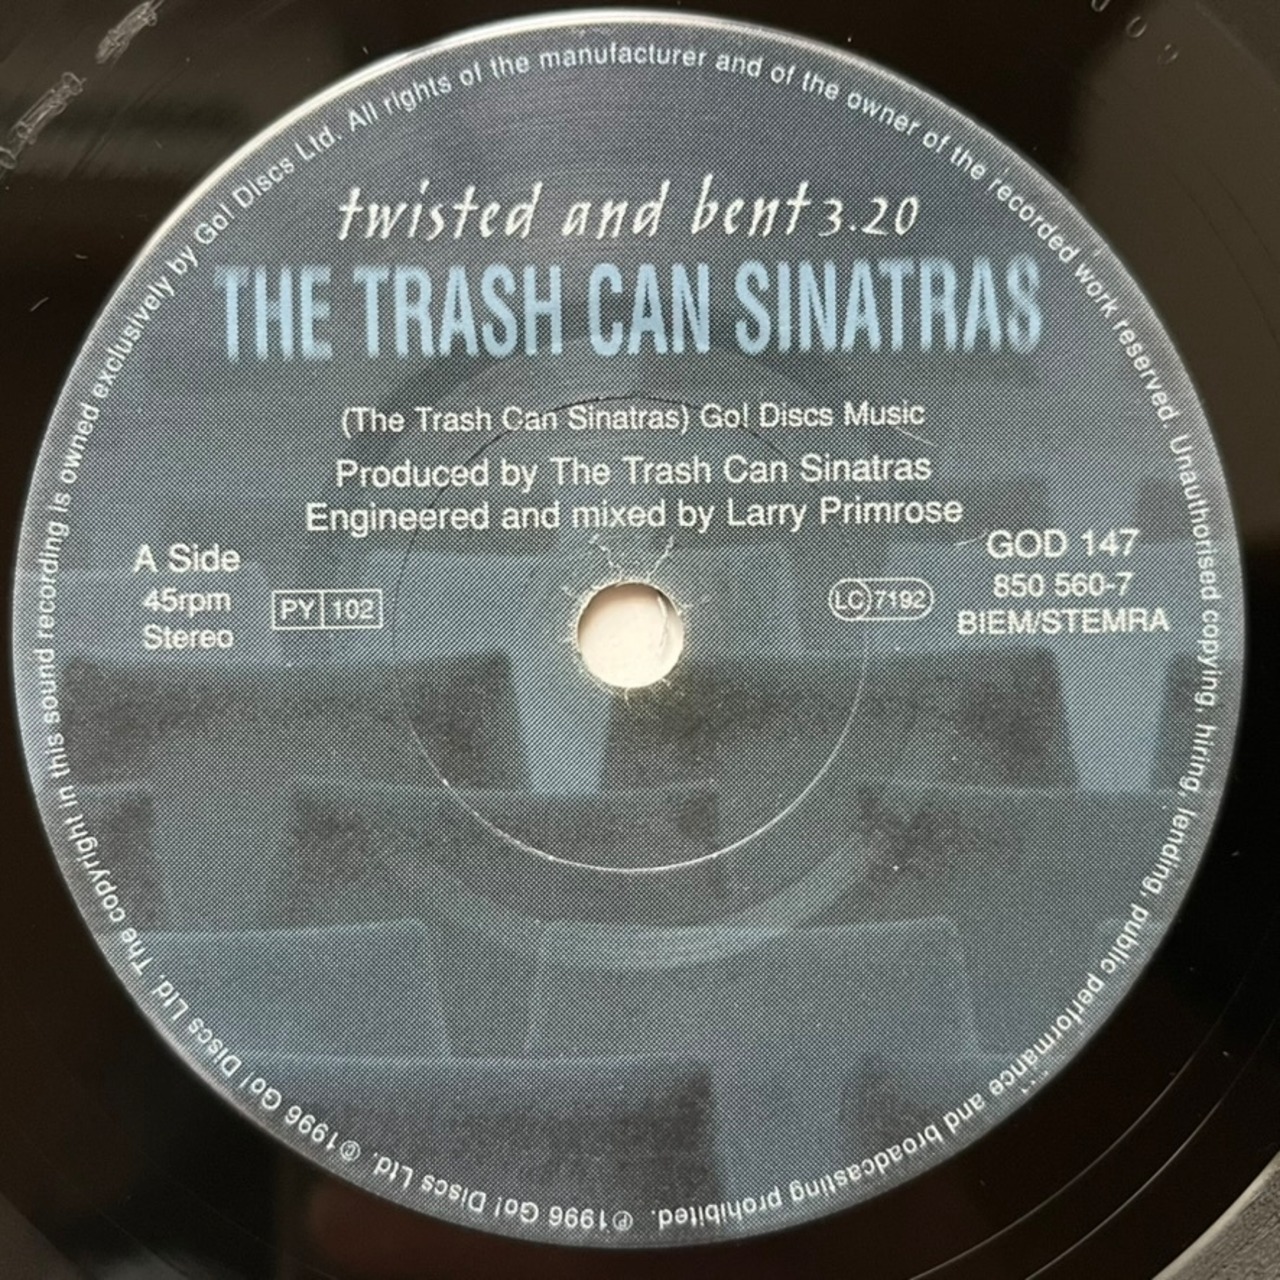 twisted and bent 3.20
THE TRASH CAN SINATRAS
(The Trash Can Sinatras) Go! Discs Music
Produced by The Trash Can Sinatras
Engineered and mixed by Larry Primrose
A Side
45rpm
Stereo
PY 102
LC 7192
GOD 147
850 560-7
BIEM/STEMRA
℗1996 Go! Discs Ltd. ©1996 Go! Discs Ltd. The copyright in this sound recording is owned exclusively by Go! Discs Ltd. All rights of the manufacturer and of the owner of the recorded work reserved. Unauthorised copying, hiring, lending, public performance and broadcasting prohibited.